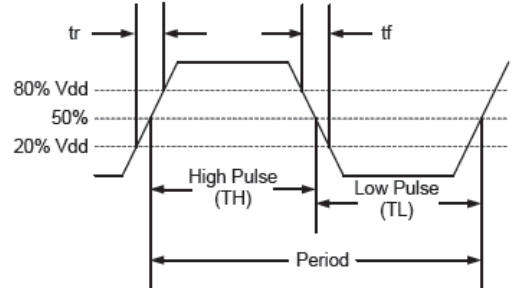 tr
tf
80% Vdd
50%
20% Vdd
High Pulse
(TH)
Low Pulse
(TL)
Period